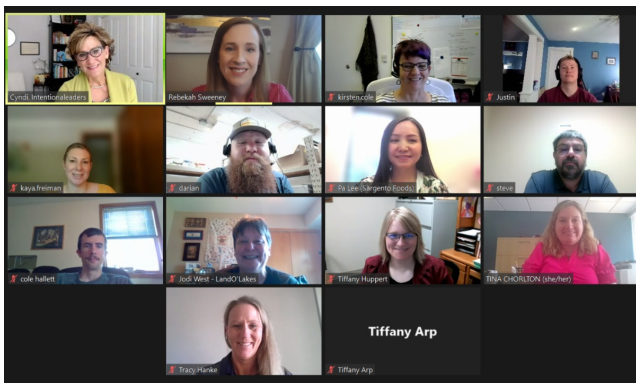 Cyndi, Intentionaleaders
Rebekah Sweeney
kirsten.cole
Justin
kaya.freiman
darian
Pa Lee (Sargento Foods)
steve
cole hallett
Jodi West - LandO'Lakes
Tiffany Huppert
TINA CHORLTON (she/her)
Tracy Hanke
Tiffany Arp
Tiffany Arp